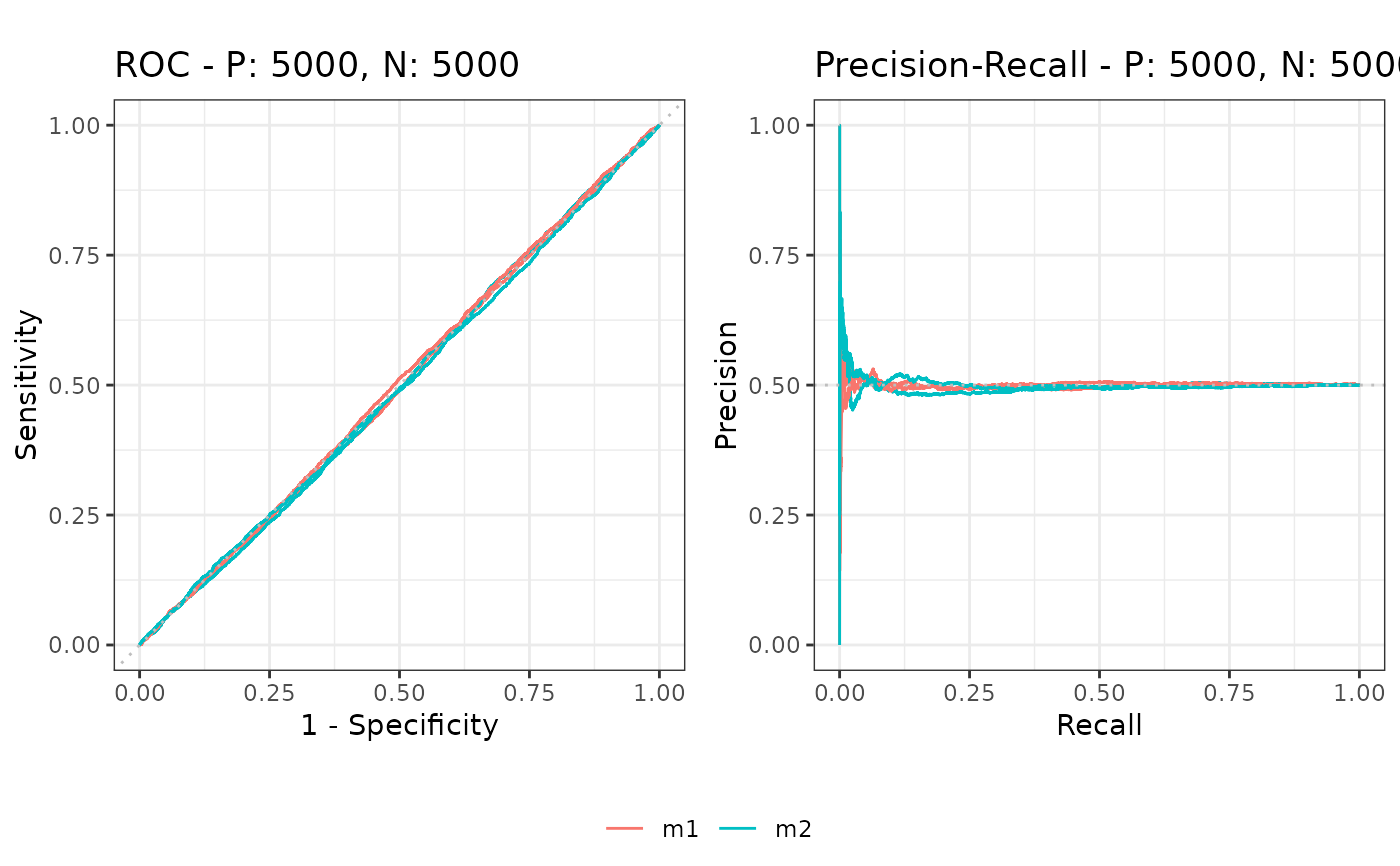 ROC - P: 5000, N: 5000
Sensitivity
1.00
0.75
0.50
0.25
0.00
0.00 0.25 0.50 0.75 1.00
1 - Specificity
Precision-Recall - P: 5000, N: 500
Precision
1.00
0.75
0.50
0.25
0.00
0.00 0.25 0.50 0.75 1.00
Recall
m1 m2